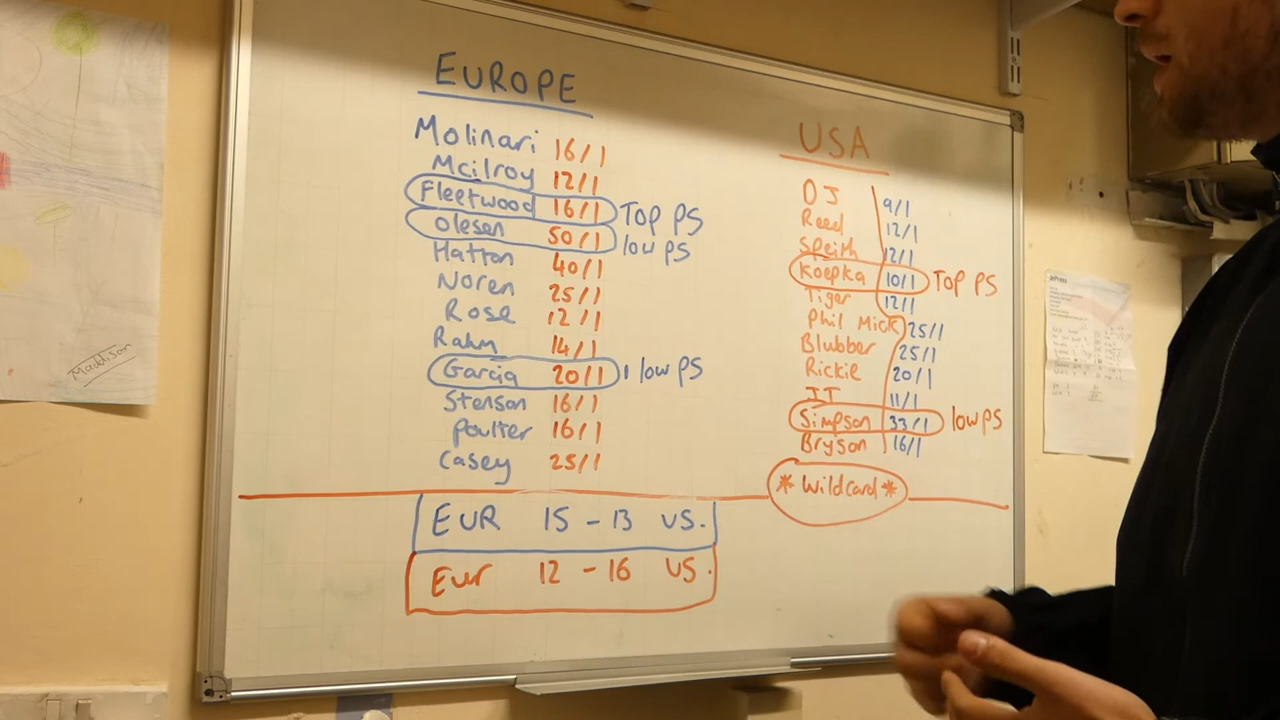 EUROPE
Molinari 16/1
Mcilroy 12/1
Fleetwood 16/1 TOP PS
Olesen 50/1 low PS
Hatton 40/1
Noren 25/1
Rose 12/1
Rahm 14/1
Garcia 20/1 low PS
Stenson 16/1
Poulter 16/1
Casey 25/1
USA
DJ 9/1
Reed 12/1
Speith 12/1
Koepka 10/1 TOP PS
Tiger 12/1
Phil Mick 25/1
Blubber 25/1
Rickie 20/1
JT 11/1
Simpson 33/1 low PS
Bryson 16/1
* Wildcard *
EUR 15 - 13 US.
Eur 12 - 16 US.
Maddison